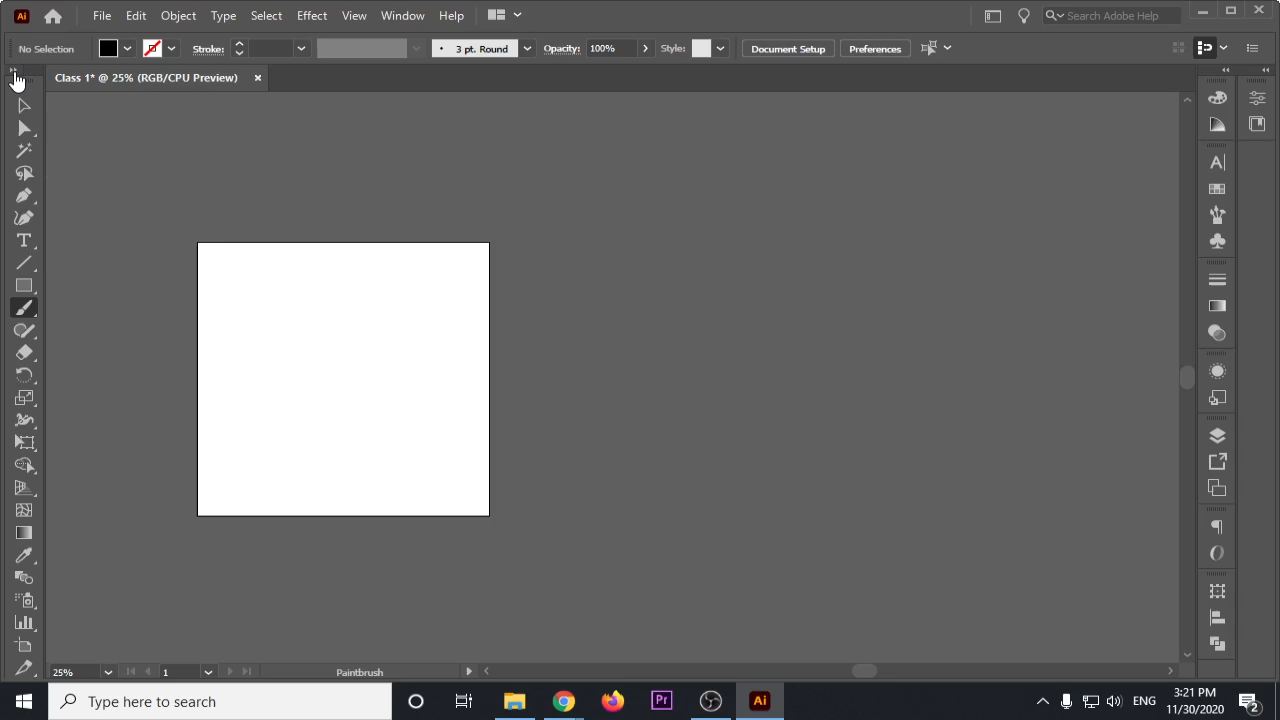 Ai File Edit Object Type Select Effect View Window Help Search Adobe Help
No Selection Stroke: 3 pt. Round Opacity: 100% Style: Document Setup Preferences
Class 1* @ 25% (RGB/CPU Preview)
25% 1 Paintbrush
Type here to search Pr Ai ENG 3:21 PM
11/30/2020 2